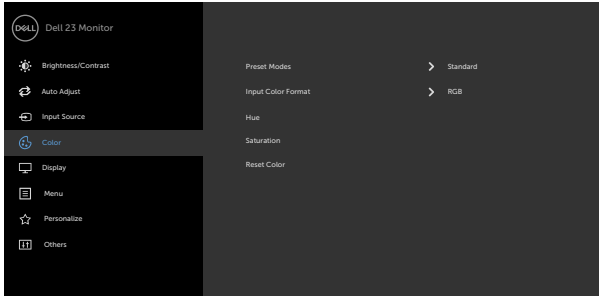 DELL Dell 23 Monitor
Brightness/Contrast
Auto Adjust
Input Source
Color
Display
Menu
Personalize
Others
Preset Modes Standard
Input Color Format RGB
Hue
Saturation
Reset Color